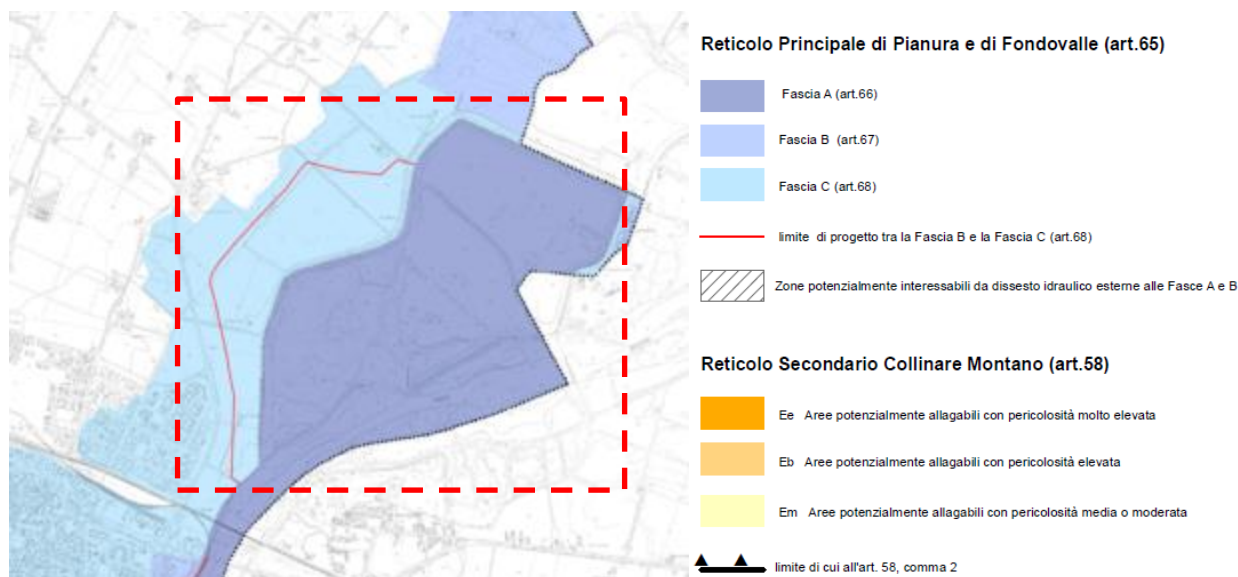 Reticolo Principale di Pianura e di Fondovalle (art.65)
Fascia A (art.66)
Fascia B (art.67)
Fascia C (art.68)
limite di progetto tra la Fascia B e la Fascia C (art.68)
Zone potenzialmente interessabili da dissesto idraulico esterne alle Fasce A e B
Reticolo Secondario Collinare Montano (art.58)
Ee Aree potenzialmente allagabili con pericolosità molto elevata
Eb Aree potenzialmente allagabili con pericolosità elevata
Em Aree potenzialmente allagabili con pericolosità media o moderata
limite di cui all'art. 58, comma 2